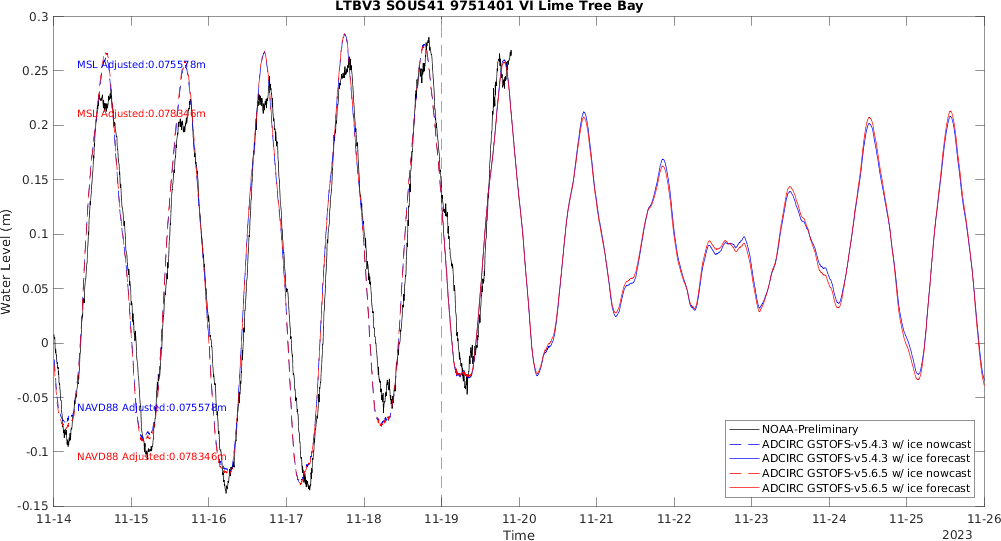 LTBV3 SOUS41 9751401 VI Lime Tree Bay
0.3
0.25
0.2
0.15
0.1
0.05
0
-0.05
-0.1
-0.15
Water Level (m)
MSL Adjusted:0.075578m
MSL Adjusted:0.078346m
NAVD88 Adjusted:0.075578m
NAVD88 Adjusted:0.078346m
NOAA-Preliminary
ADCIRC GSTOFS-v5.4.3 w/ ice nowcast
ADCIRC GSTOFS-v5.4.3 w/ ice forecast
ADCIRC GSTOFS-v5.6.5 w/ ice nowcast
ADCIRC GSTOFS-v5.6.5 w/ ice forecast
11-14 11-15 11-16 11-17 11-18 11-19 11-20 11-21 11-22 11-23 11-24 11-25 11-26
Time
2023